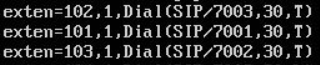 exten=102,1,Dial(SIP/7003,30,T)
exten=101,1,Dial(SIP/7001,30,T)
exten=103,1,Dial(SIP/7002,30,T)